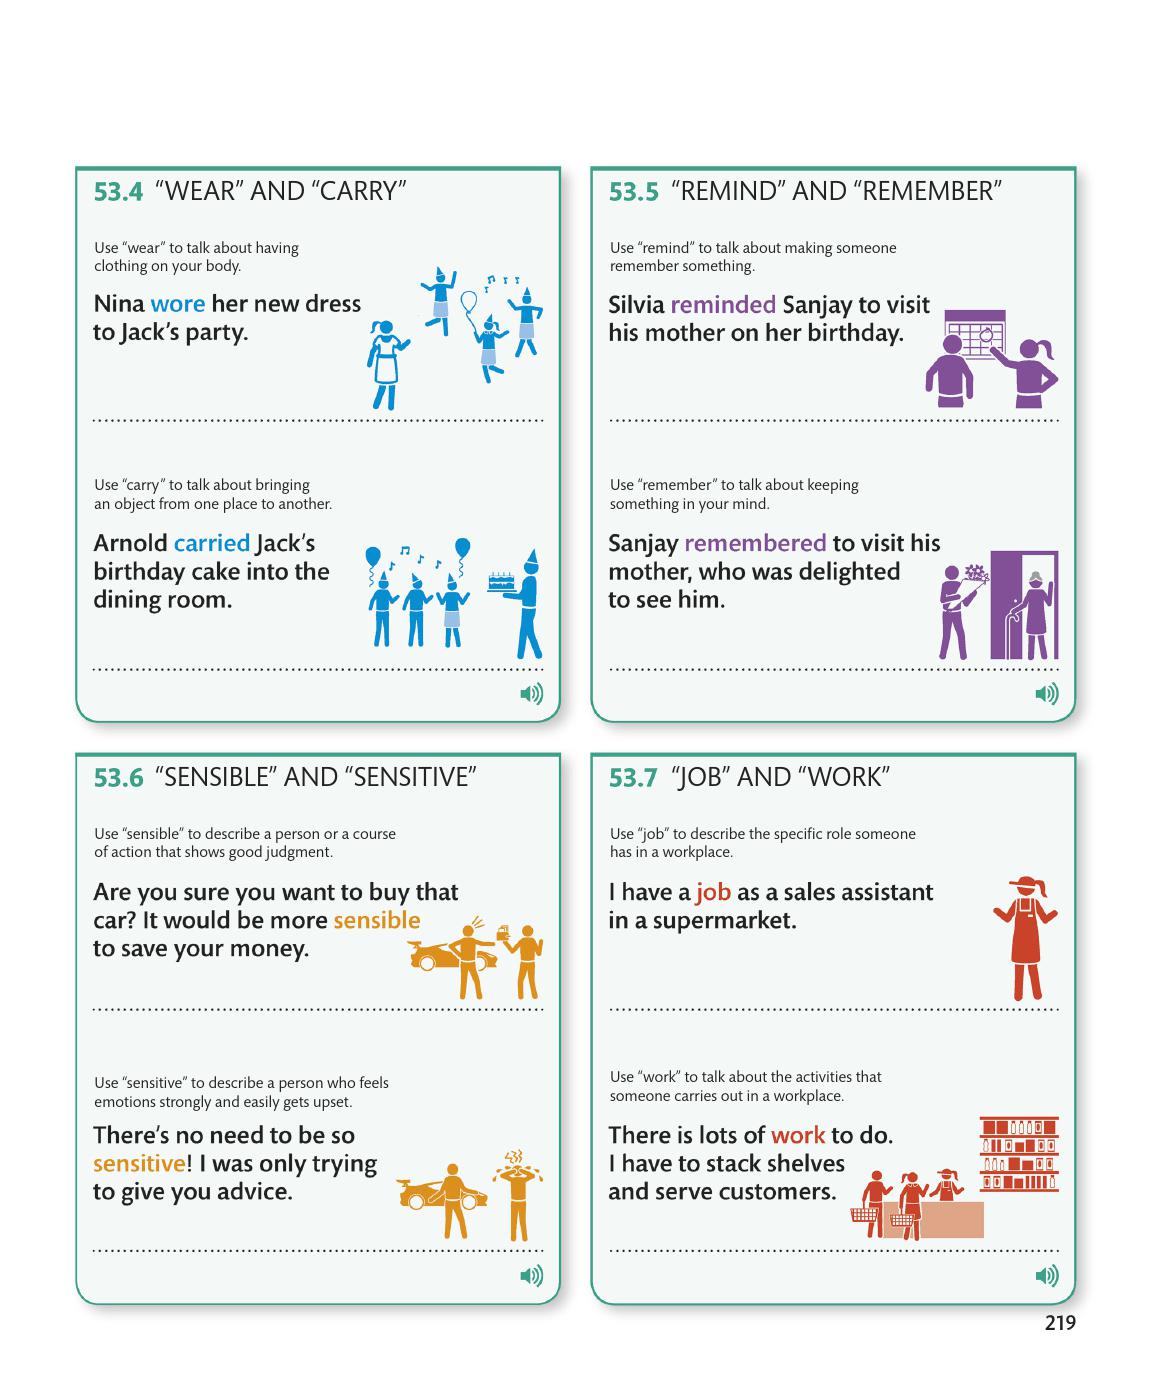 53.4 “WEAR” AND “CARRY”
Use “wear” to talk about having
clothing on your body.
Nina wore her new dress
to Jack’s party.
Use “carry” to talk about bringing
an object from one place to another.
Arnold carried Jack’s
birthday cake into the
dining room.
53.5 “REMIND” AND “REMEMBER”
Use “remind” to talk about making someone
remember something.
Silvia reminded Sanjay to visit
his mother on her birthday.
Use “remember” to talk about keeping
something in your mind.
Sanjay remembered to visit his
mother, who was delighted
to see him.
53.6 “SENSIBLE” AND “SENSITIVE”
Use “sensible” to describe a person or a course
of action that shows good judgment.
Are you sure you want to buy that
car? It would be more sensible
to save your money.
Use “sensitive” to describe a person who feels
emotions strongly and easily gets upset.
There’s no need to be so
sensitive! I was only trying
to give you advice.
53.7 “JOB” AND “WORK”
Use “job” to describe the specific role someone
has in a workplace.
I have a job as a sales assistant
in a supermarket.
Use “work” to talk about the activities that
someone carries out in a workplace.
There is lots of work to do.
I have to stack shelves
and serve customers.
219